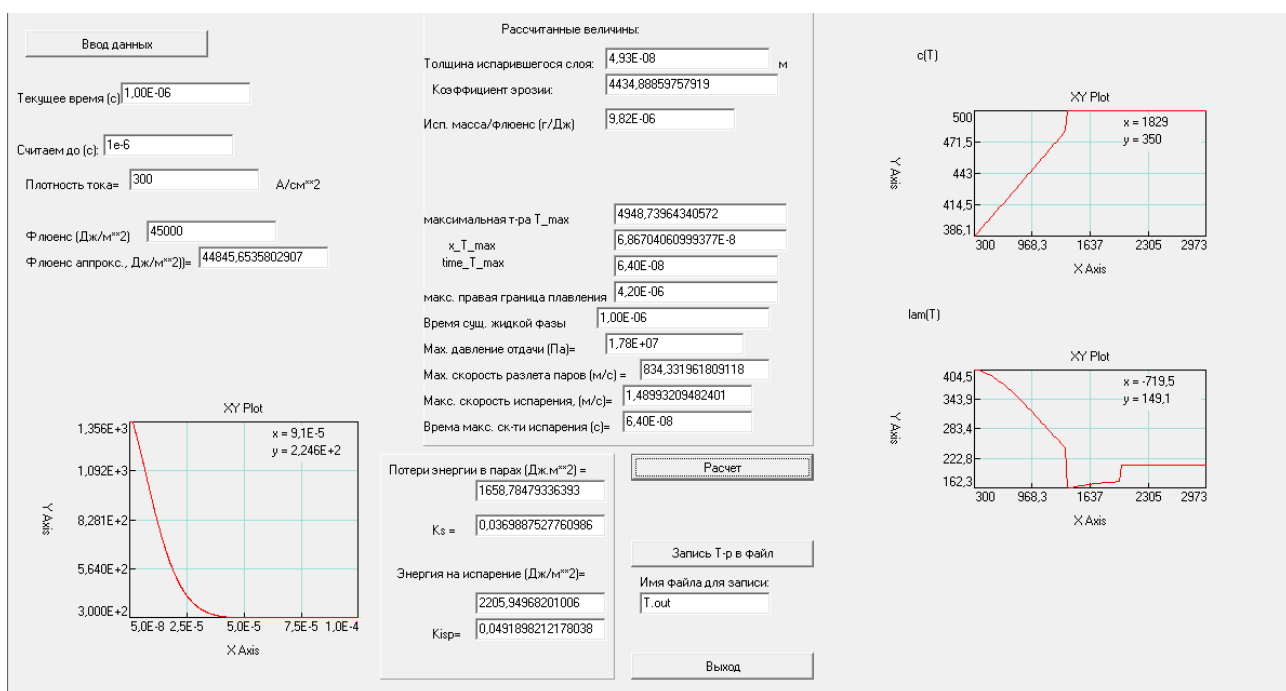 Ввод данных
Текущее время (с) 1,00E-06
Считаем до (с): 1e-6
Плотность тока= 300 А/см**2
Флюенс (Дж/м**2) 45000
Флюенс аппрокс., Дж/м**2))= 44845,6535802907
Рассчитанные величины:
Толщина испарившегося слоя: 4,93E-08 м
Коэффициент эрозии: 4434,88859757919
Исп. масса/флюенс (г/Дж) 9,82E-06
максимальная т-ра T_max 4948,73964340572
x_T_max 6,86704060999377E-8
time_T_max 6,40E-08
макс. правая граница плавления 4,20E-06
Время сущ. жидкой фазы 1,00E-06
Мах. давление отдачи (Па)= 1,78E+07
Мах. скорость разлета паров (м/с) = 834,331961809118
Макс. скорость испарения, (м/с)= 1,48993209482401
Врема макс. ск-ти испарения (с)= 6,40E-08
XY Plot
x = 9,1E-5
y = 2,246E+2
1,356E+3
1,092E+3
8,281E+2
5,640E+2
3,000E+2
5,0E-8 2,5E-5 5,0E-5 7,5E-5 1,0E-4
Y Axis
X Axis
Потери энергии в парах (Дж.м**2) =
1658,78479336393
Ks = 0,0369887527760986
Энергия на испарение (Дж/м**2)=
2205,94968201006
Kisp= 0,0491898212178038
Расчет
Запись Т-р в файл
Имя файла для записи:
T.out
Выход
c(T)
XY Plot
x = 1829
y = 350
500
471,5
443
414,5
386,1
300 968,3 1637 2305 2973
Y Axis
X Axis
lam(T)
XY Plot
x = -719,5
y = 149,1
404,5
343,9
283,4
222,8
162,3
300 968,3 1637 2305 2973
Y Axis
X Axis